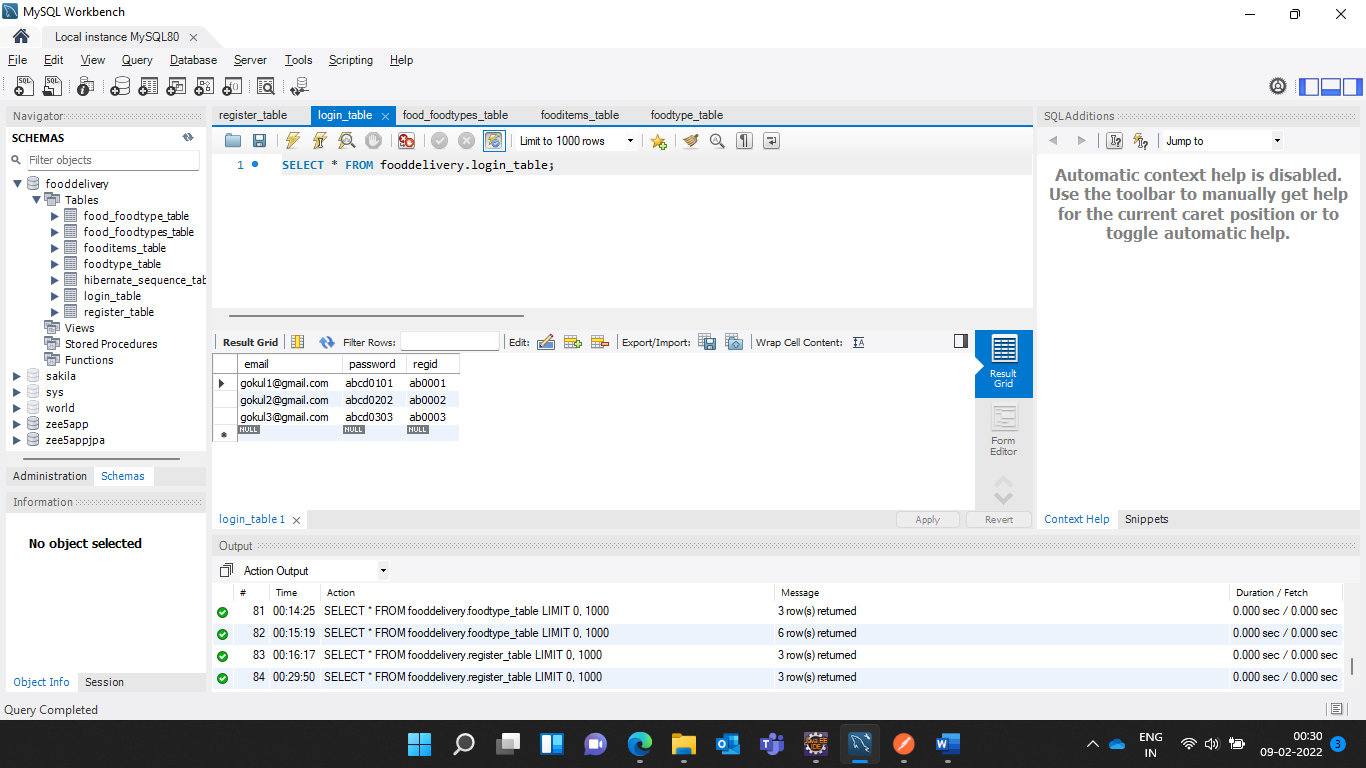 MySQL Workbench
Local instance MySQL80
File Edit View Query Database Server Tools Scripting Help
Navigator
SCHEMAS
Filter objects
fooddelivery
Tables
food_foodtype_table
food_foodtypes_table
fooditems_table
foodtype_table
hibernate_sequence_tab
login_table
register_table
Views
Stored Procedures
Functions
sakila
sys
world
zee5app
zee5appjpa
Administration Schemas
Information
No object selected
Object Info Session
register_table login_table food_foodtypes_table fooditems_table foodtype_table
Limit to 1000 rows
1 SELECT * FROM fooddelivery.login_table;
Result Grid Filter Rows: Edit: Export/Import: Wrap Cell Content:
email password regid
gokul1@gmail.com abcd0101 ab0001
gokul2@gmail.com abcd0202 ab0002
gokul3@gmail.com abcd0303 ab0003
NULL NULL NULL
Result
Grid
Form
Editor
login_table 1
Apply Revert
SQLAdditions
Jump to
Automatic context help is disabled.
Use the toolbar to manually get help
for the current caret position or to
toggle automatic help.
Context Help Snippets
Output
Action Output
# Time Action Message Duration / Fetch
81 00:14:25 SELECT * FROM fooddelivery.foodtype_table LIMIT 0, 1000 3 row(s) returned 0.000 sec / 0.000 sec
82 00:15:19 SELECT * FROM fooddelivery.foodtype_table LIMIT 0, 1000 6 row(s) returned 0.000 sec / 0.000 sec
83 00:16:17 SELECT * FROM fooddelivery.register_table LIMIT 0, 1000 3 row(s) returned 0.000 sec / 0.000 sec
84 00:29:50 SELECT * FROM fooddelivery.register_table LIMIT 0, 1000 3 row(s) returned 0.000 sec / 0.000 sec
Query Completed
ENG
IN
00:30
09-02-2022
3